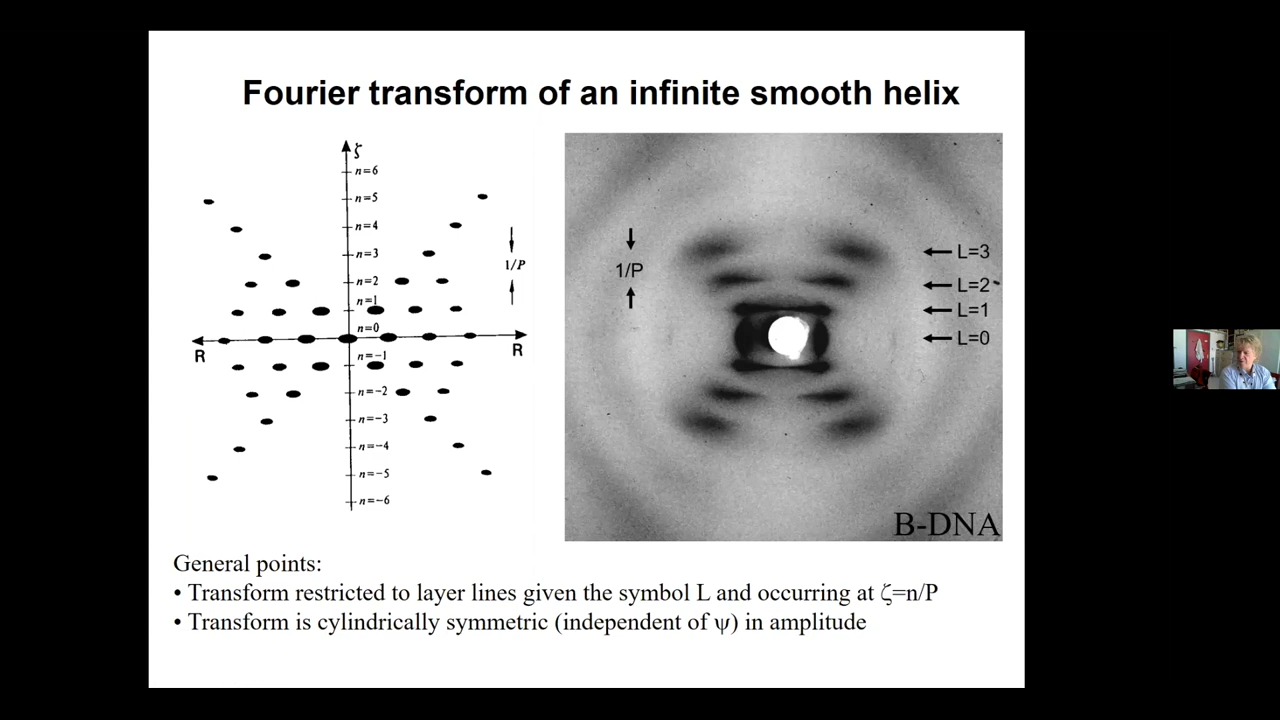 Fourier transform of an infinite smooth helix
ζ
n=6
n=5
n=4
n=3
n=2
n=1
n=0
n=−1
n=−2
n=−3
n=−4
n=−5
n=−6
1/P
R
R
1/P
L=3
L=2
L=1
L=0
B-DNA
General points:
• Transform restricted to layer lines given the symbol L and occurring at ζ=n/P
• Transform is cylindrically symmetric (independent of ψ) in amplitude